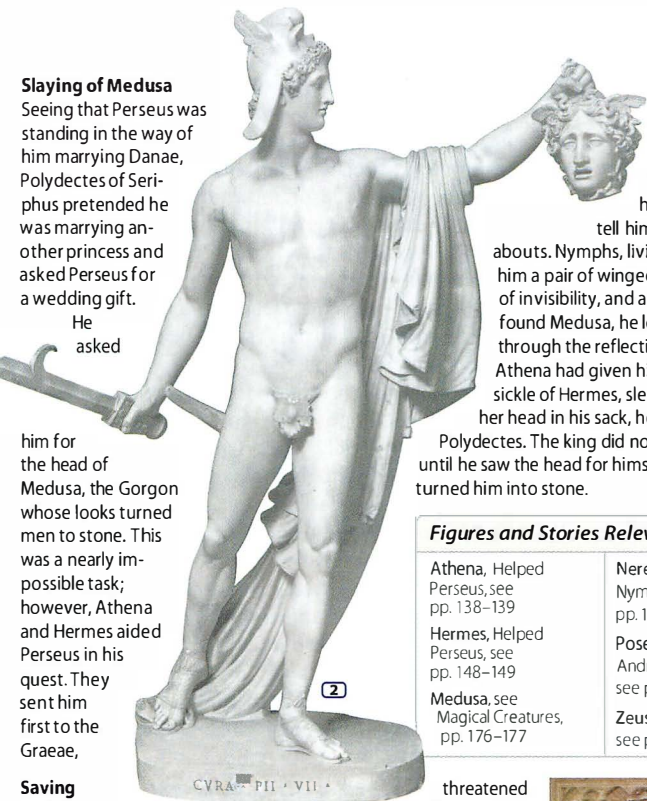 Slaying of Medusa
Seeing that Perseus was
standing in the way of
him marrying Danae,
Polydectes of Seri-
phus pretended he
was marrying an-
other princess and
asked Perseus for
a wedding gift.
He
asked
him for
the head of
Medusa, the Gorgon
whose looks turned
men to stone. This
was a nearly im-
possible task;
however, Athena
and Hermes aided
Perseus in his
quest. They
sent him
first to the
Graeae,
Saving
2
CVRA PII VII
h
tell him
abouts. Nymphs, livi
him a pair of winged
of invisibility, and a
found Medusa, he l
through the reflecti
Athena had given h
sickle of Hermes, sle
her head in his sack, h
Polydectes. The king did no
until he saw the head for hims
turned him into stone.
Figures and Stories Relev
Athena, Helped
Perseus, see
pp. 138–139
Hermes, Helped
Perseus, see
pp. 148–149
Medusa, see
Magical Creatures,
pp. 176–177
Nere
Nym
pp. 1
Pose
And
see p
Zeus
see p
threatened